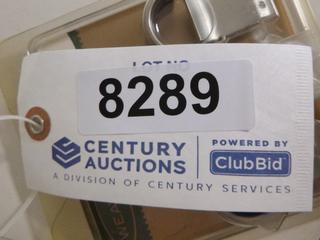 LOT NO.
8289
CENTURY
AUCTIONS
POWERED BY
ClubBid
A DIVISION OF CENTURY SERVICES